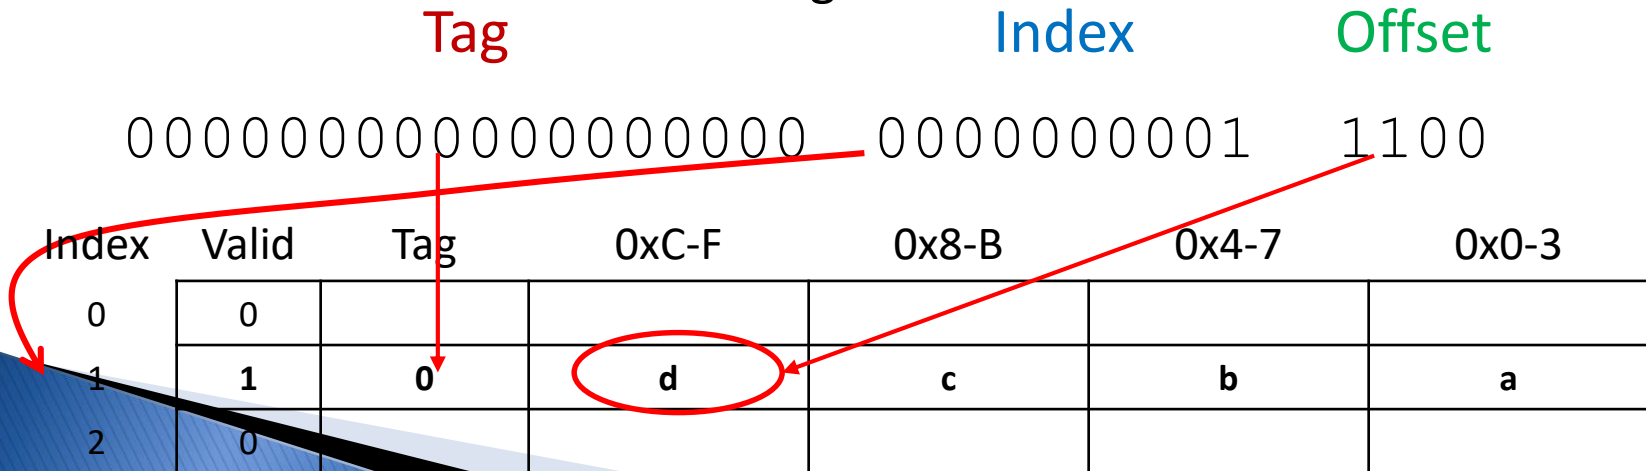 Tag Index Offset
000000000000000000 0000000001 1100
Index Valid Tag 0xC-F 0x8-B 0x4-7 0x0-3
0 0
1 1 0 d c b a
2 0